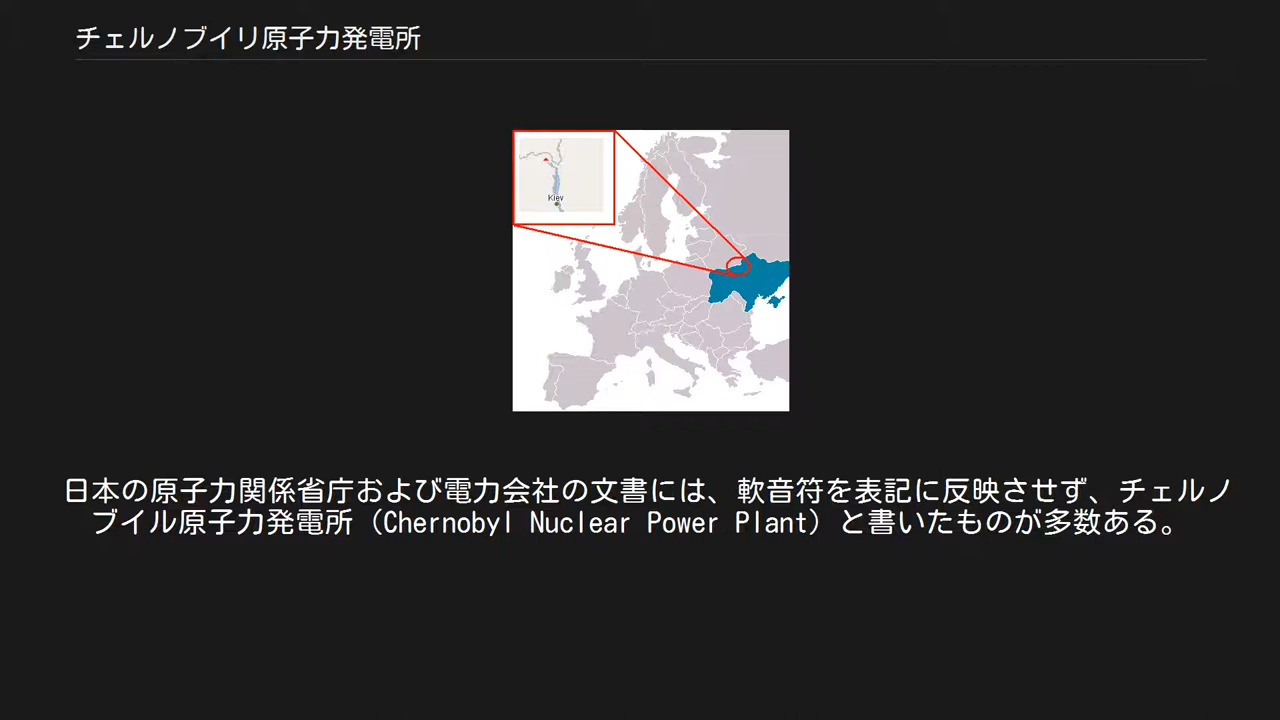 チェルノブイリ原子力発電所
Kiev
日本の原子力関係省庁および電力会社の文書には、軟音符を表記に反映させず、チェルノ
ブイル原子力発電所（Chernobyl Nuclear Power Plant）と書いたものが多数ある。